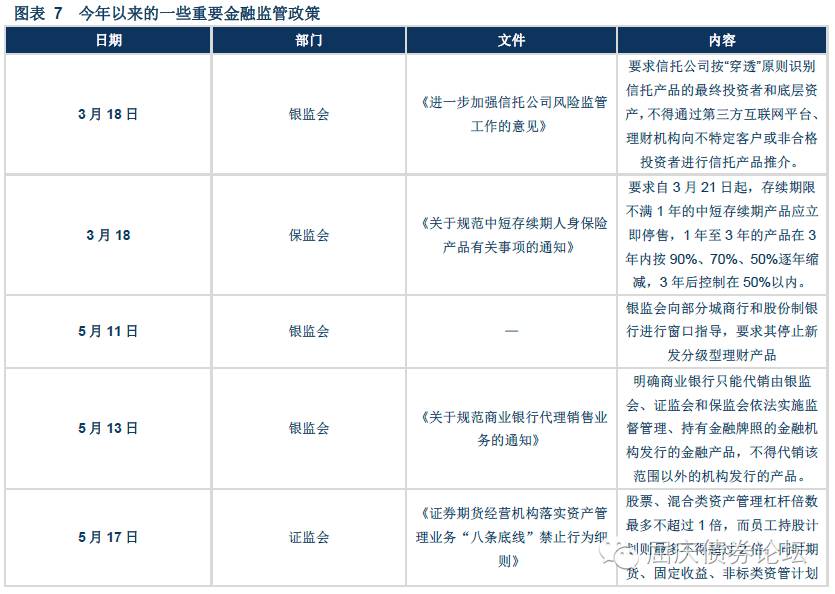 图表 7 今年以来的一些重要金融监管政策
日期 部门 文件 内容
3 月 18 日
银监会
《进一步加强信托公司风险监管
工作的意见》
要求信托公司按“穿透”原则识别
信托产品的最终投资者和底层资
产，不得通过第三方互联网平台、
理财机构向不特定客户或非合格
投资者进行信托产品推介。
3 月 18
保监会
《关于规范中短存续期人身保险
产品有关事项的通知》
要求自 3 月 21 日起，存续期限
不满 1 年的中短存续期产品应立
即停售，1 年至 3 年的产品在 3
年内按 90%、70%、50%逐年缩
减，3 年后控制在 50%以内。
5 月 11 日
银监会
—
银监会向部分城商行和股份制银
行进行窗口指导，要求其停止新
发分级型理财产品
5 月 13 日
银监会
《关于规范商业银行代理销售业
务的通知》
明确商业银行只能代销由银监
会、证监会和保监会依法实施监
督管理、持有金融牌照的金融机
构发行的金融产品，不得代销该
范围以外的机构发行的产品。
5 月 17 日
证监会
《证券期货经营机构落实资产管
理业务“八条底线”禁止行为细
则》
股票、混合类资产管理杠杆倍数
最多不超过 1 倍，而员工持股计
划则最多不得超过 2 倍，同时期
货、固定收益、非标类资管计划
屈庆债券论坛